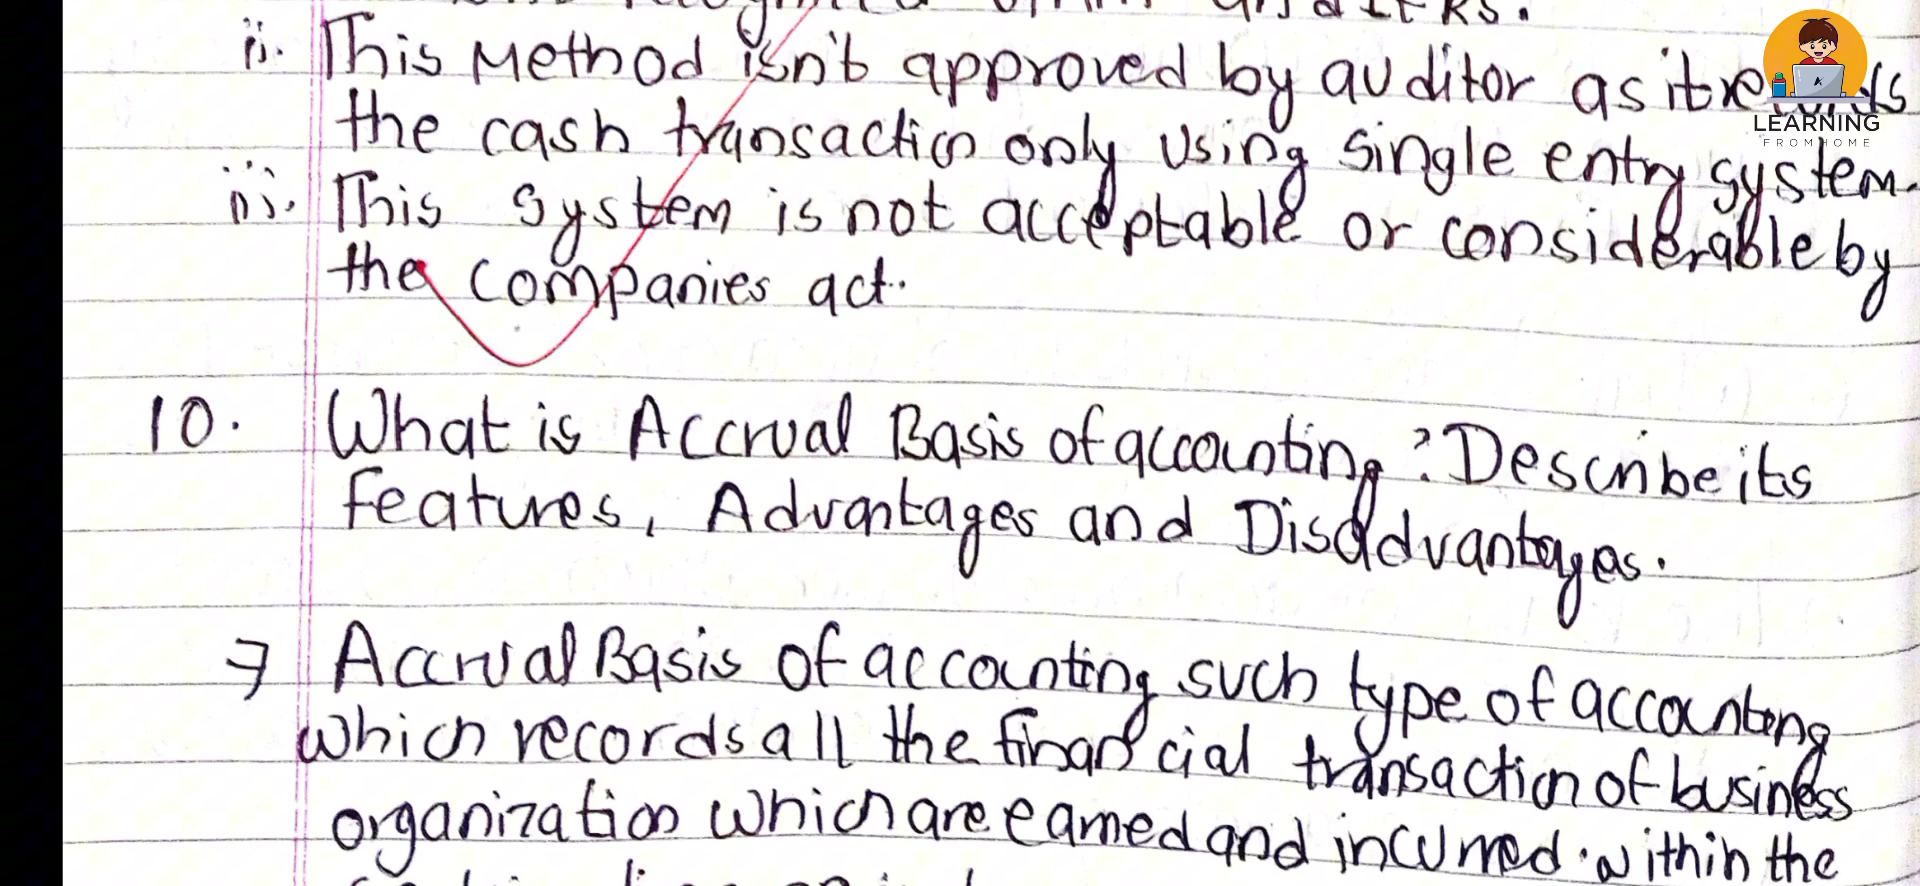 ii. This Method isn't approved by auditor as it records
the cash transaction only using single entry system.
iii. This system is not acceptable or considerable by
the companies act.
10. What is Accrual Basis of accounting? Describe its
features, Advantages and Disadvantages.
⇒ Accrual Basis of accounting such type of accounting
which records all the financial transaction of business
organization which are earned and incurred within the
LEARNING
FROM HOME